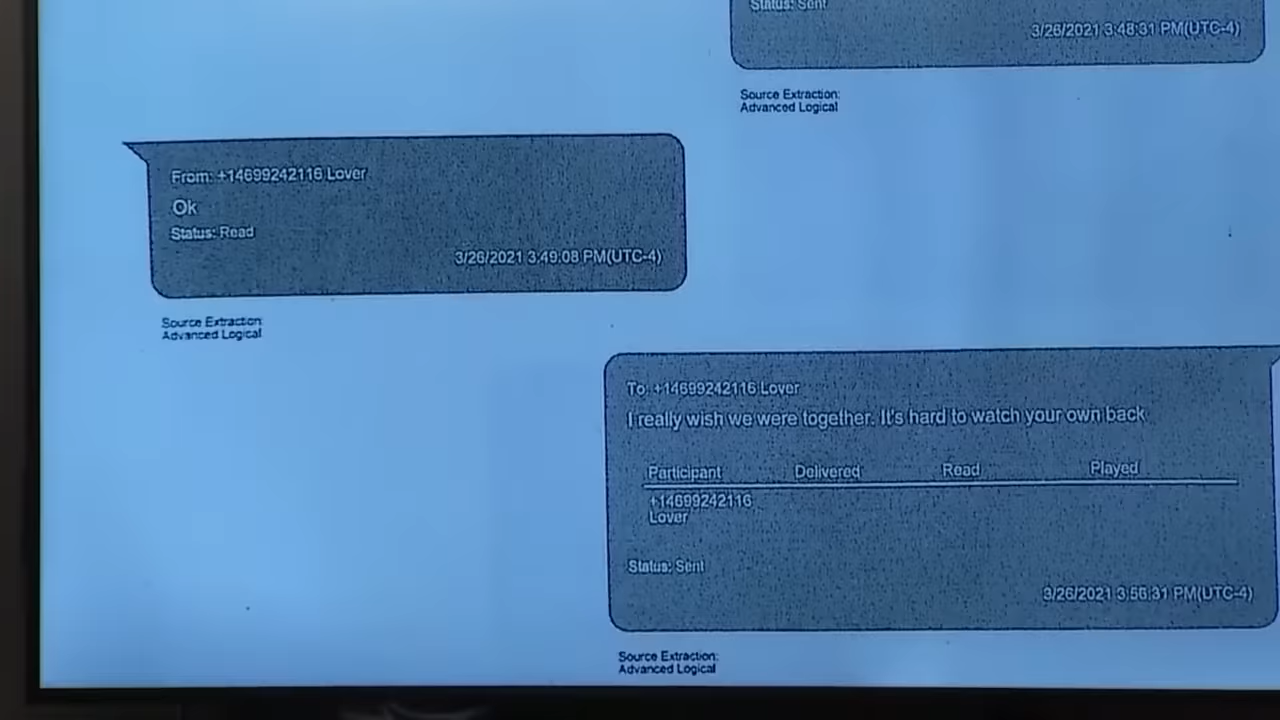 Status: Sent
3/26/2021 3:48:31 PM(UTC-4)
Source Extraction:
Advanced Logical
From: +14699242116 Lover
Ok
Status: Read
3/26/2021 3:49:08 PM(UTC-4)
Source Extraction:
Advanced Logical
To: +14699242116 Lover
I really wish we were together. It's hard to watch your own back
Participant Delivered Read Played
+14699242116
Lover
Status: Sent
3/26/2021 3:56:31 PM(UTC-4)
Source Extraction:
Advanced Logical